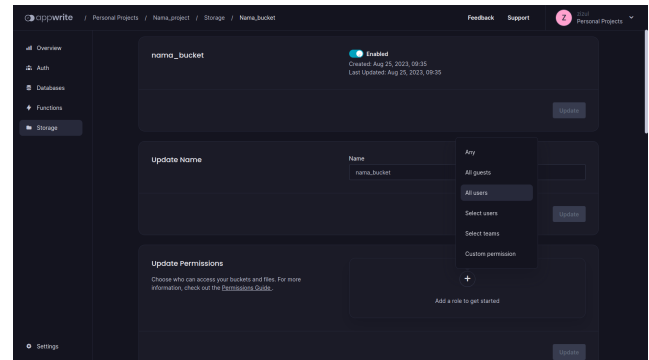 appwrite / Personal Projects / Nama_project / Storage / Nama_bucket
Feedback Support
Z
Personal Projects
Overview
Auth
Databases
Functions
Storage
Settings
nama_bucket
Enabled
Created: Aug 25, 2023, 09:35
Last Updated: Aug 25, 2023, 09:35
Update
Update Name
Name
nama_bucket
Update
Any
All guests
All users
Select users
Select teams
Custom permission
Update Permissions
Choose who can access your buckets and files. For more
information, check out the Permissions Guide .
Add a role to get started
Update